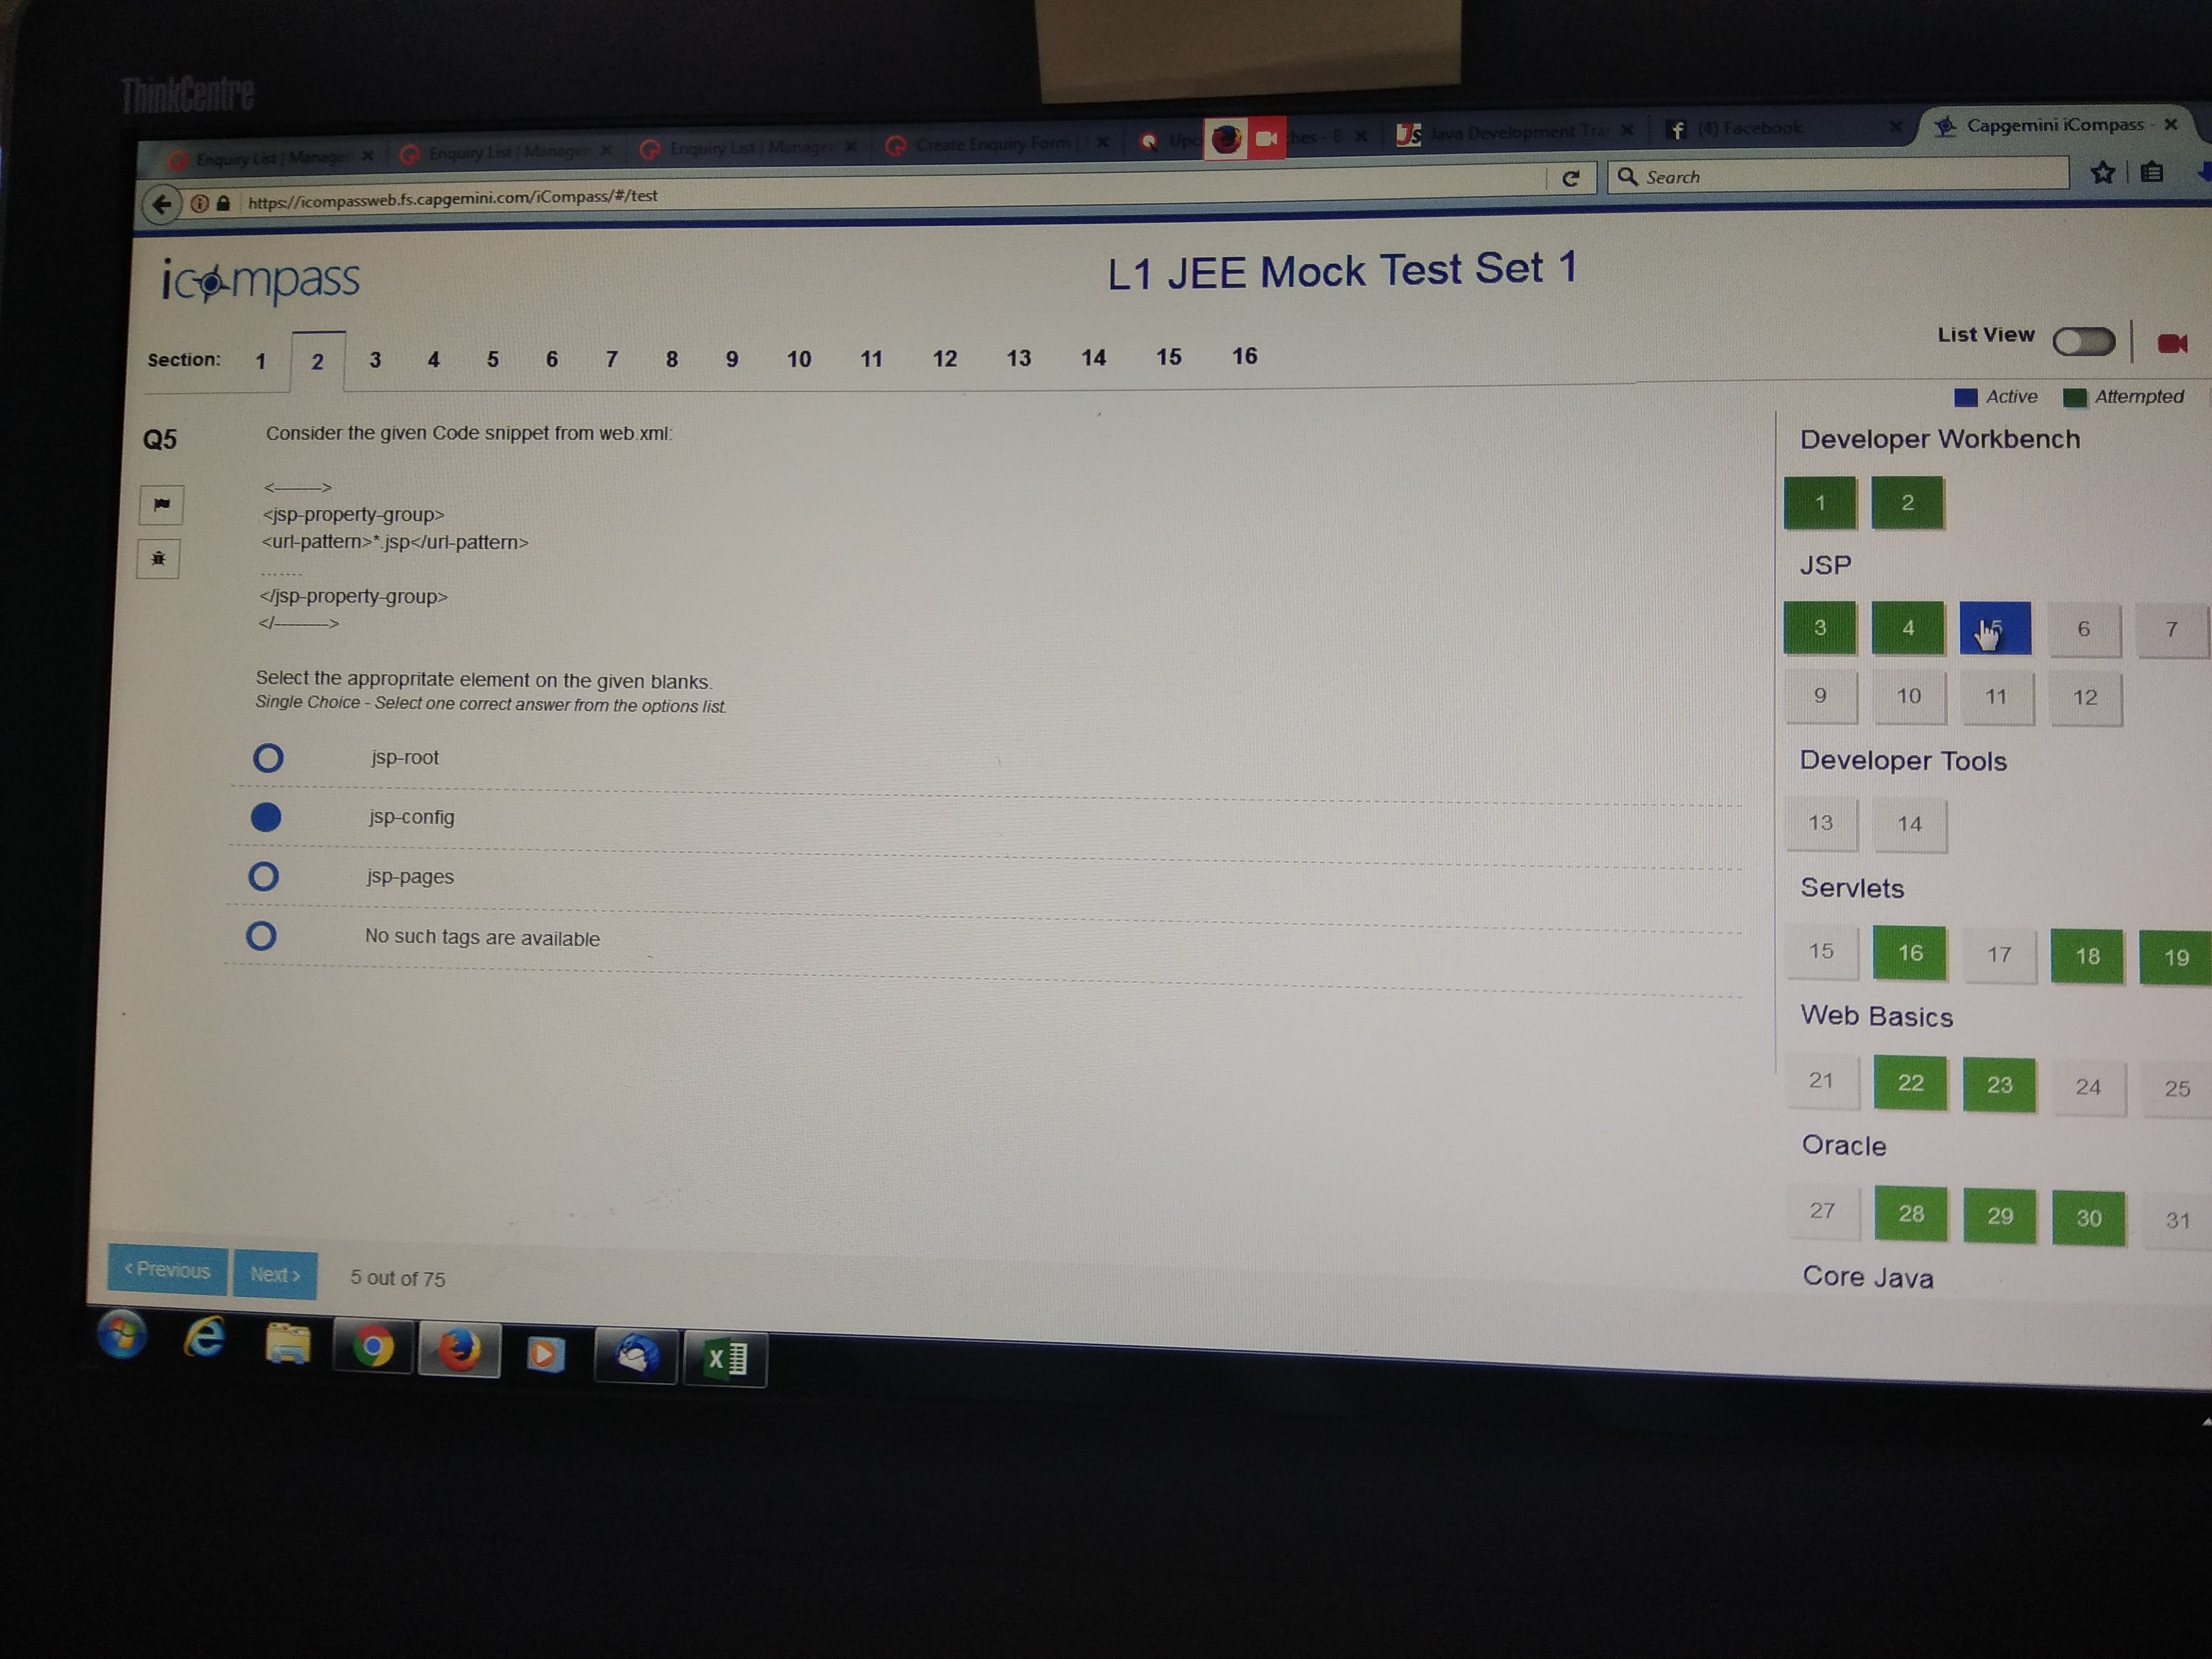 ThinkCentre
Enquiry List | Manage
Enquiry List | Manage
Enquiry List | Manage
Create Enquiry Form |
Java Development
(4) Facebook
Capgemini iCompass -
https://icompassweb.fs.capgemini.com/iCompass/#/test
Search
icompass
L1 JEE Mock Test Set 1
Section: 1 2 3 4 5 6 7 8 9 10 11 12 13 14 15 16
List View
Active Attempted
Q5
Consider the given Code snippet from web.xml:
<--------->
<jsp-property-group>
<url-pattern>*.jsp</url-pattern>
.......
</jsp-property-group>
</--------->
Select the appropritate element on the given blanks.
Single Choice - Select one correct answer from the options list.
jsp-root
jsp-config
jsp-pages
No such tags are available
Developer Workbench
1 2
JSP
3 4 5 6 7
9 10 11 12
Developer Tools
13 14
Servlets
15 16 17 18 19
Web Basics
21 22 23 24 25
Oracle
27 28 29 30 31
Core Java
< Previous
Next >
5 out of 75